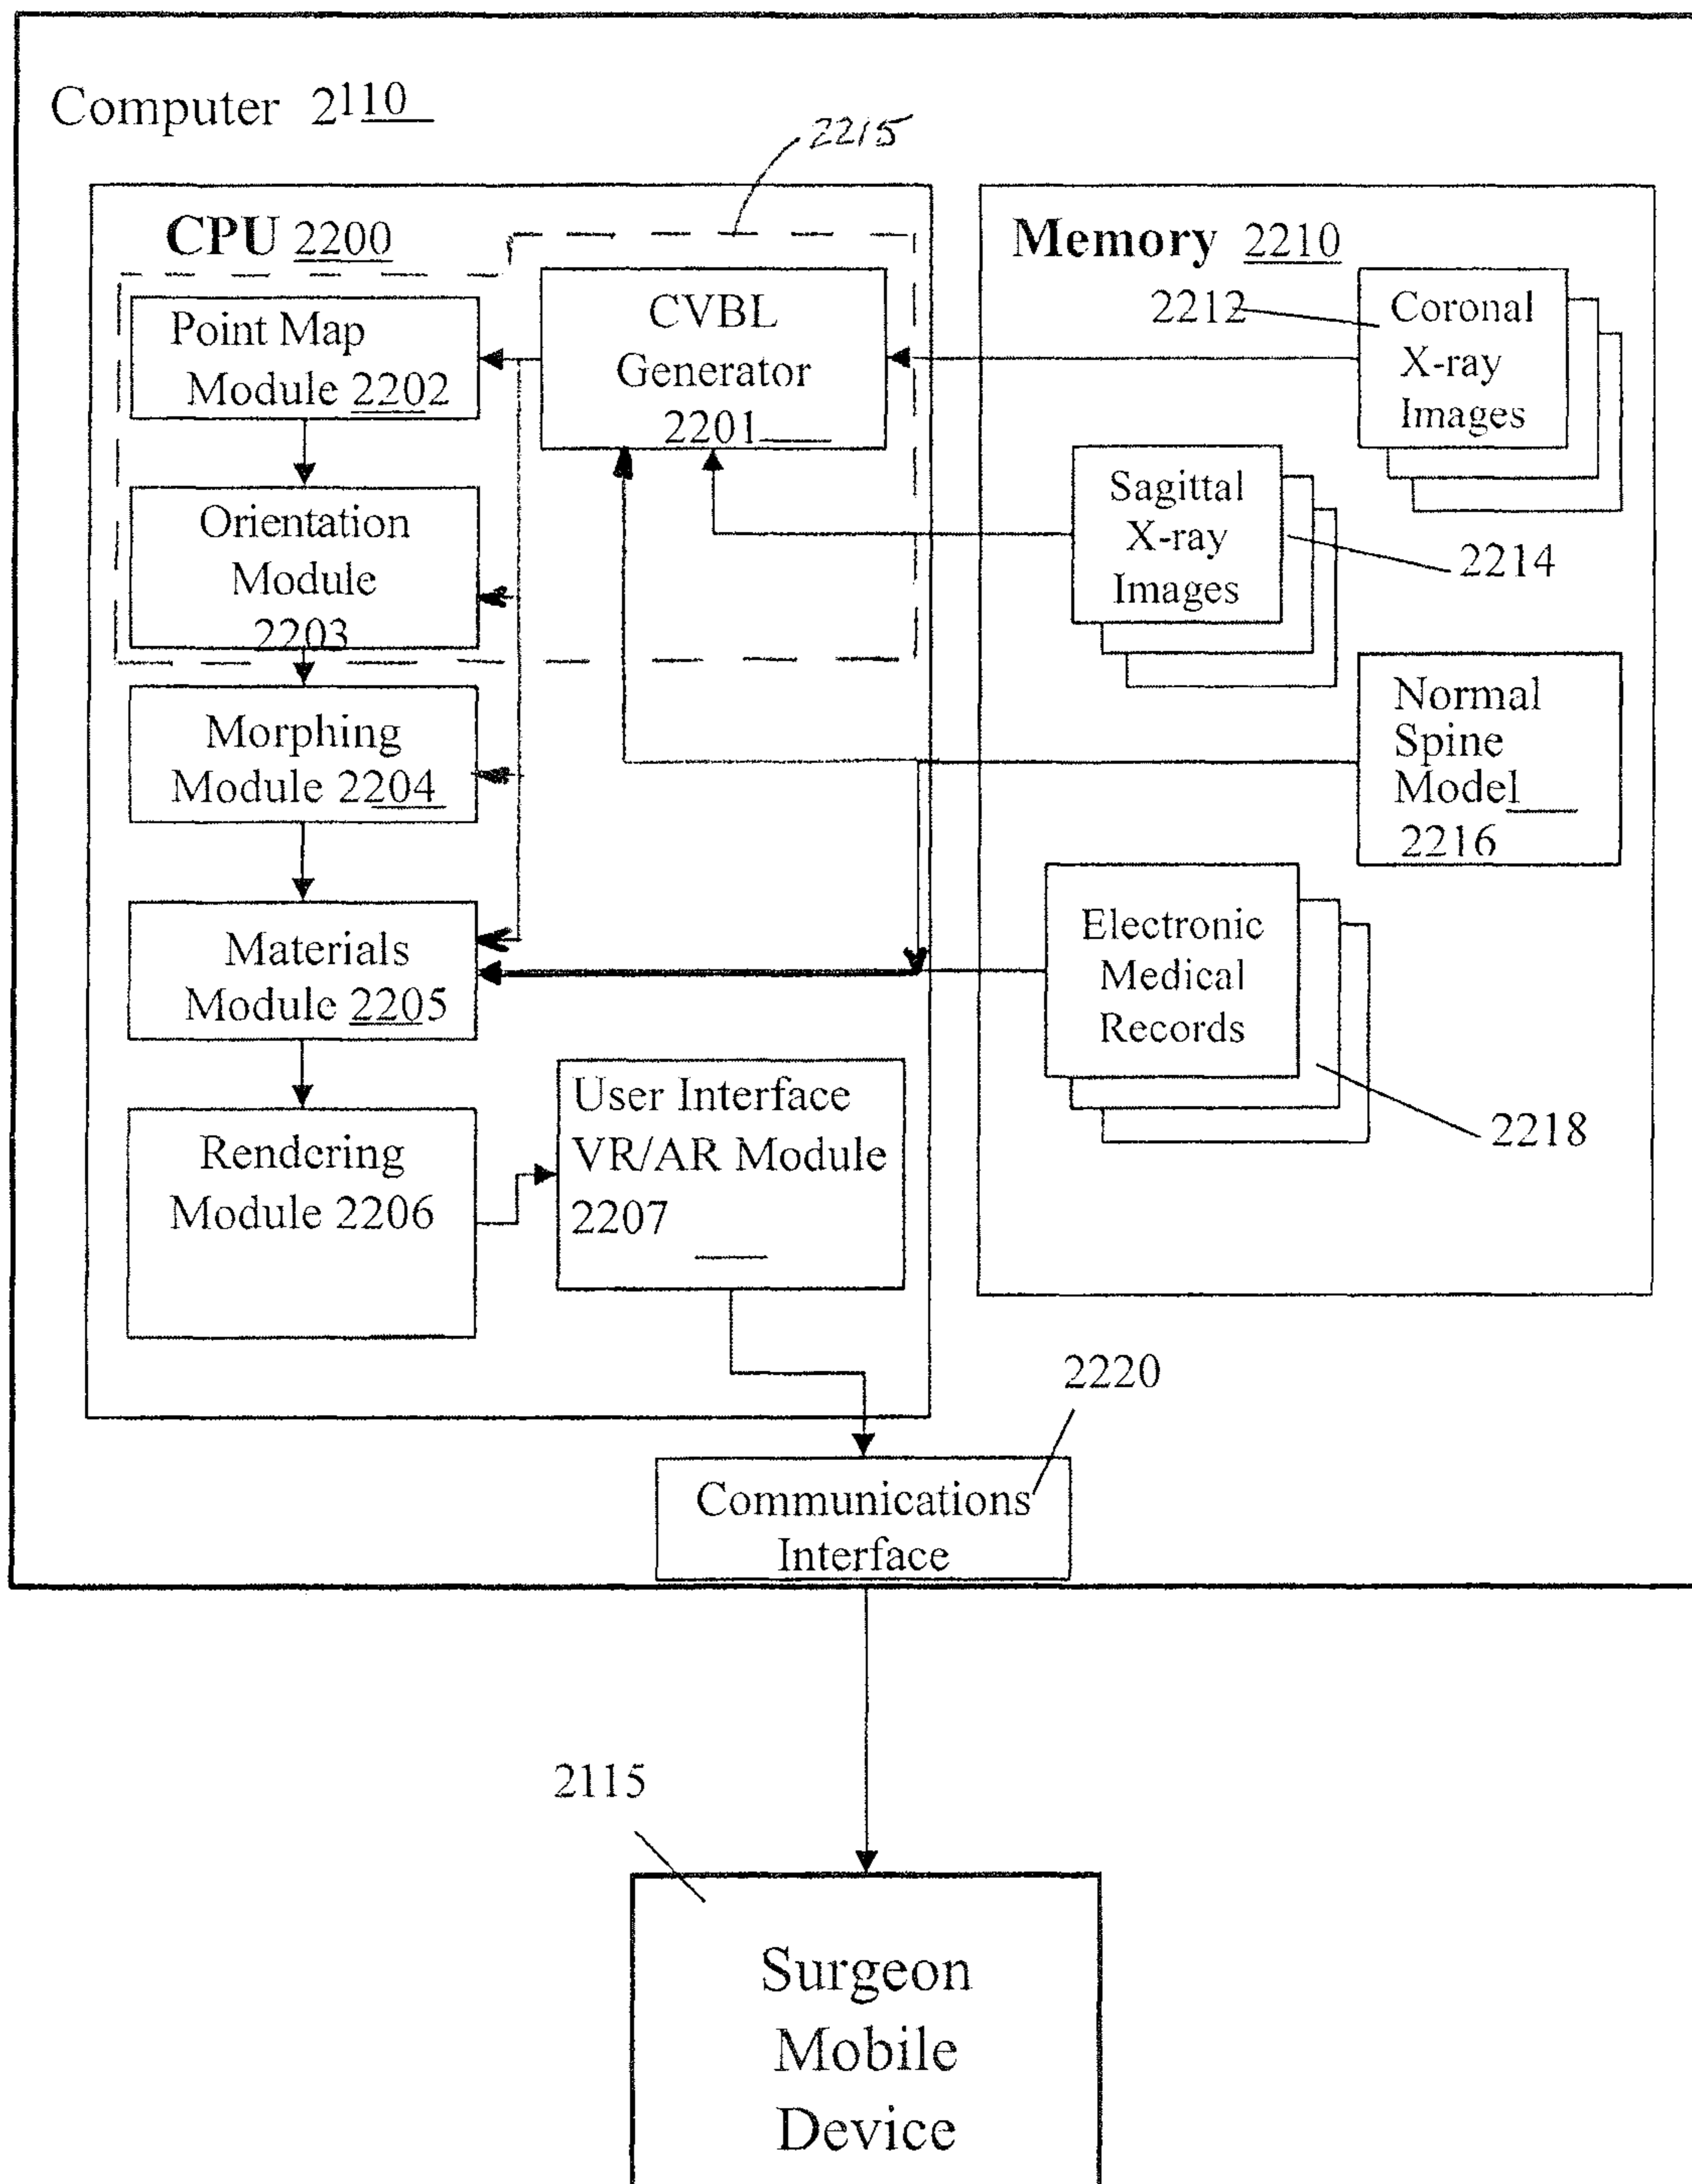 Computer 2110
2215
CPU 2200
Point Map
Module 2202
CVBL
Generator
2201
Orientation
Module
2203
Morphing
Module 2204
Materials
Module 2205
Rendering
Module 2206
User Interface
VR/AR Module
2207
Memory 2210
2212
Coronal
X-ray
Images
Sagittal
X-ray
Images
2214
Normal
Spine
Model
2216
Electronic
Medical
Records
2218
2220
Communications
Interface
2115
Surgeon
Mobile
Device